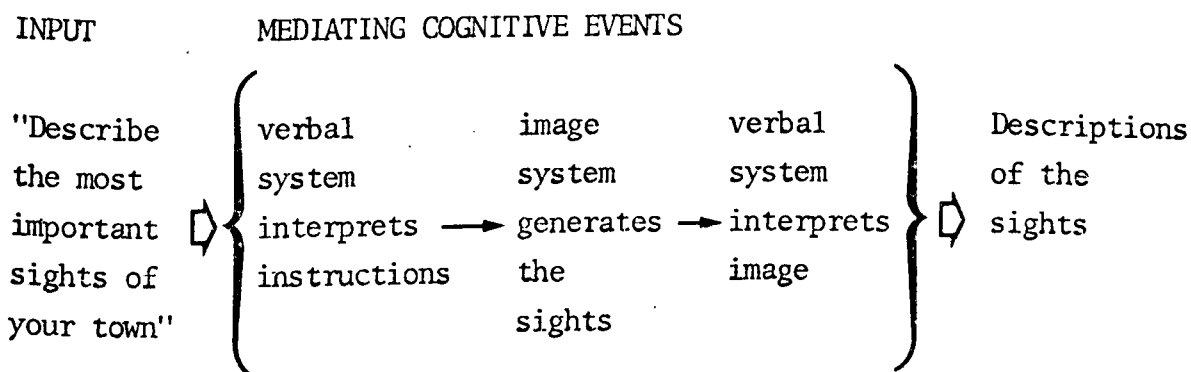 INPUT MEDIATING COGNITIVE EVENTS
"Describe
the most
important
sights of
your town"
verbal
system
interprets
instructions
image
system
generates
the
sights
verbal
system
interprets
image
Descriptions
of the
sights